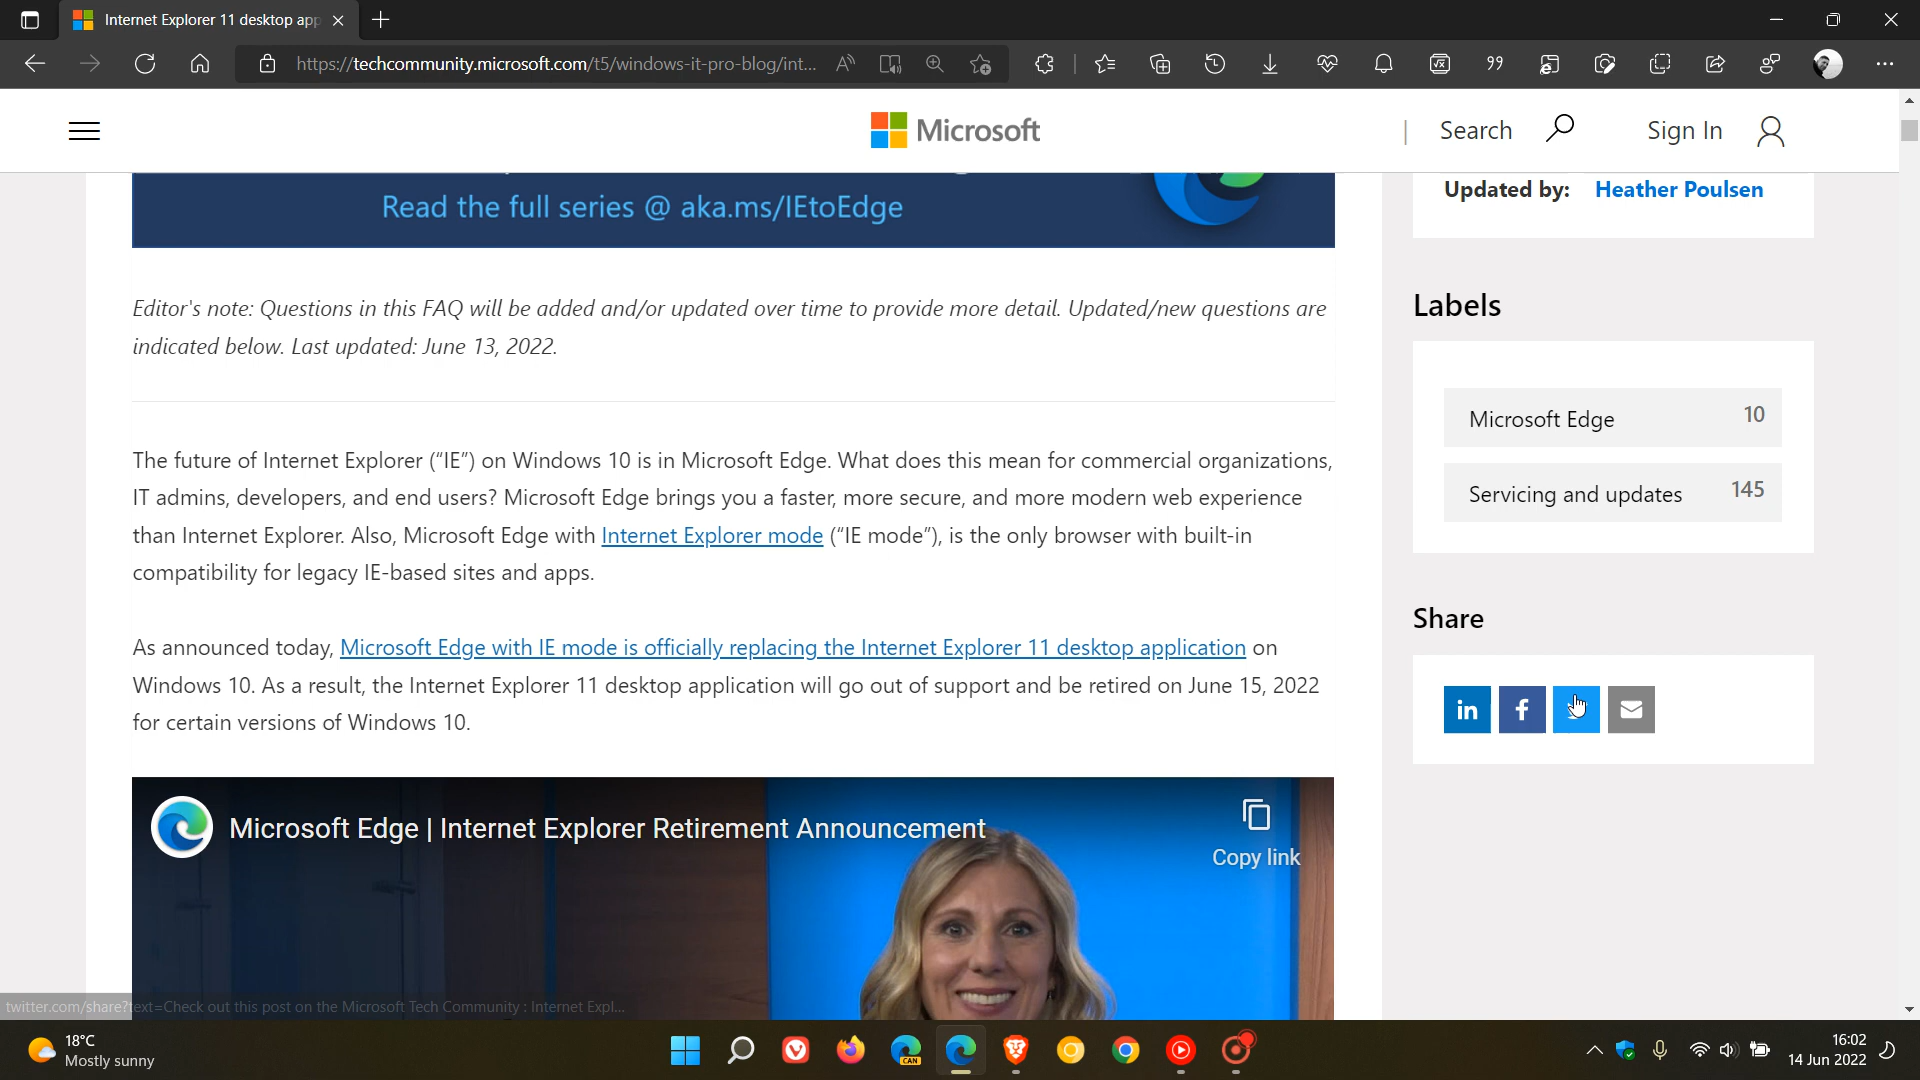 Internet Explorer 11 desktop app
https://techcommunity.microsoft.com/t5/windows-it-pro-blog/int...
Microsoft
Search
Sign In
Read the full series @ aka.ms/IEtoEdge
Updated by: Heather Poulsen
Editor's note: Questions in this FAQ will be added and/or updated over time to provide more detail. Updated/new questions are
indicated below. Last updated: June 13, 2022.
Labels
Microsoft Edge 10
Servicing and updates 145
The future of Internet Explorer (“IE”) on Windows 10 is in Microsoft Edge. What does this mean for commercial organizations,
IT admins, developers, and end users? Microsoft Edge brings you a faster, more secure, and more modern web experience
than Internet Explorer. Also, Microsoft Edge with Internet Explorer mode (“IE mode”), is the only browser with built-in
compatibility for legacy IE-based sites and apps.
As announced today, Microsoft Edge with IE mode is officially replacing the Internet Explorer 11 desktop application on
Windows 10. As a result, the Internet Explorer 11 desktop application will go out of support and be retired on June 15, 2022
for certain versions of Windows 10.
Share
in f
Microsoft Edge | Internet Explorer Retirement Announcement
Copy link
twitter.com/share?text=Check out this post on the Microsoft Tech Community : Internet Expl...
18°C
Mostly sunny
CAN
16:02
14 Jun 2022